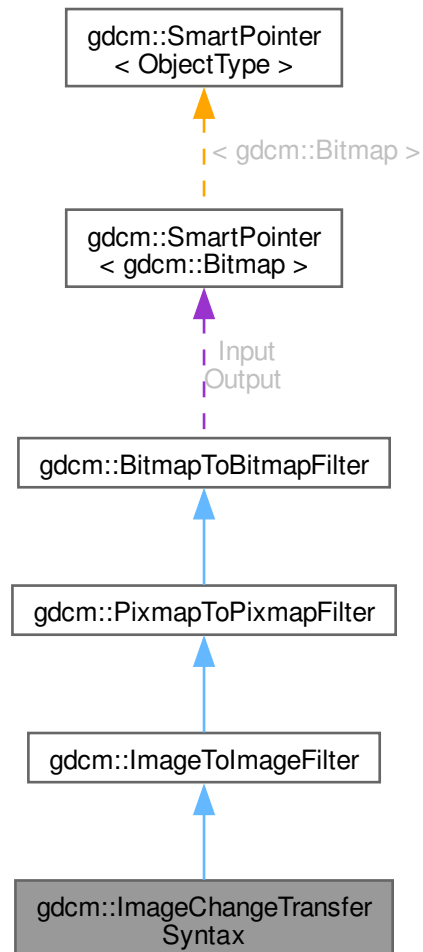 gdcm::SmartPointer
< ObjectType >
< gdcm::Bitmap >
gdcm::SmartPointer
< gdcm::Bitmap >
Input
Output
gdcm::BitmapToBitmapFilter
gdcm::PixmapToPixmapFilter
gdcm::ImageToImageFilter
gdcm::ImageChangeTransfer
Syntax